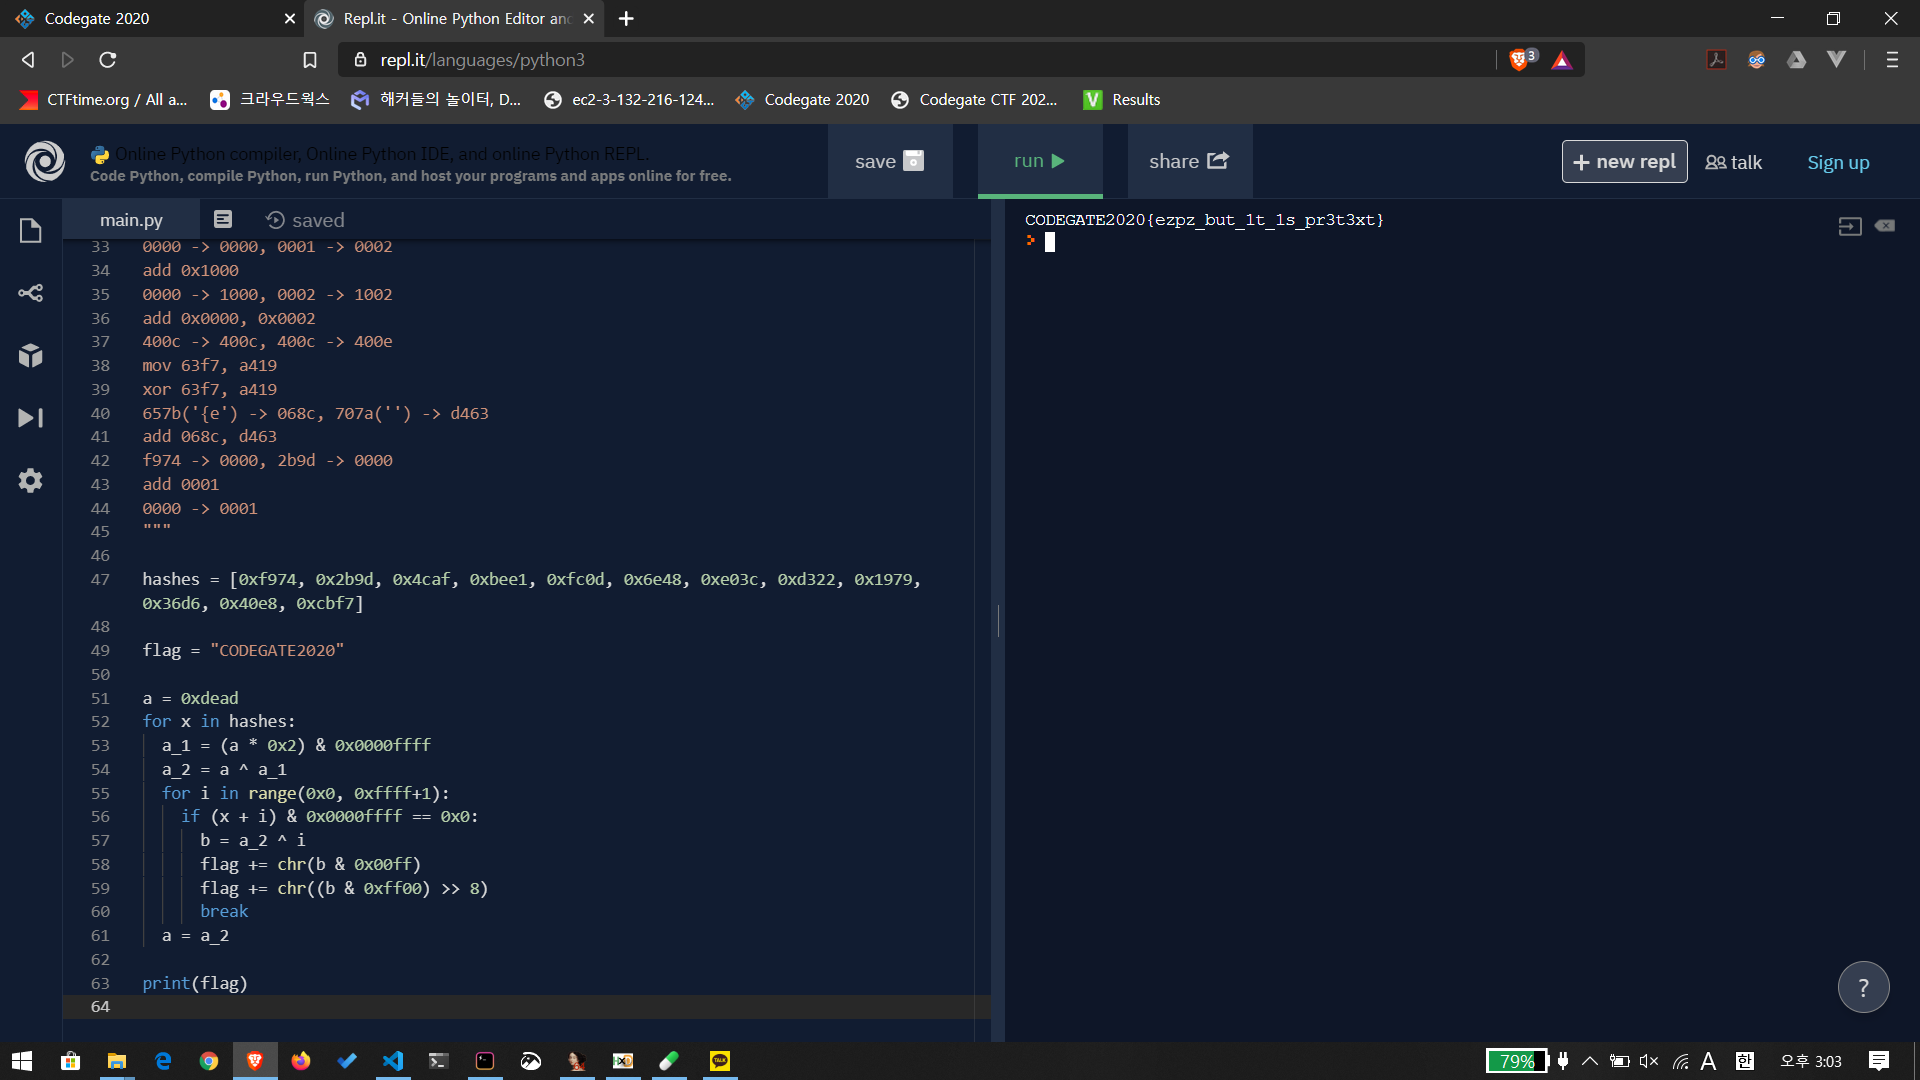 Codegate 2020
Repl.it - Online Python Editor and
repl.it/languages/python3
3
CTFtime.org / All a...
크라우드웍스
해커들의 놀이터, D...
ec2-3-132-216-124...
Codegate 2020
Codegate CTF 202...
Results
Online Python compiler, Online Python IDE, and online Python REPL.
Code Python, compile Python, run Python, and host your programs and apps online for free.
save
run
share
+ new repl
talk
Sign up
main.py
saved
33 0000 -> 0000, 0001 -> 0002
34 add 0x1000
35 0000 -> 1000, 0002 -> 1002
36 add 0x0000, 0x0002
37 400c -> 400c, 400c -> 400e
38 mov 63f7, a419
39 xor 63f7, a419
40 657b('{e') -> 068c, 707a('') -> d463
41 add 068c, d463
42 f974 -> 0000, 2b9d -> 0000
43 add 0001
44 0000 -> 0001
45 """
46
47 hashes = [0xf974, 0x2b9d, 0x4caf, 0xbee1, 0xfc0d, 0x6e48, 0xe03c, 0xd322, 0x1979,
0x36d6, 0x40e8, 0xcbf7]
48
49 flag = "CODEGATE2020"
50
51 a = 0xdead
52 for x in hashes:
53 a_1 = (a * 0x2) & 0x0000ffff
54 a_2 = a ^ a_1
55 for i in range(0x0, 0xffff+1):
56 if (x + i) & 0x0000ffff == 0x0:
57 b = a_2 ^ i
58 flag += chr(b & 0x00ff)
59 flag += chr((b & 0xff00) >> 8)
60 break
61 a = a_2
62
63 print(flag)
64
CODEGATE2020{ezpz_but_1t_1s_pr3t3xt}
>
?
79%
A
한
오후 3:03